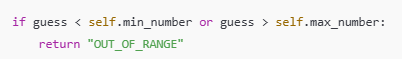 if guess < self.min_number or guess > self.max_number:
    return "OUT_OF_RANGE"